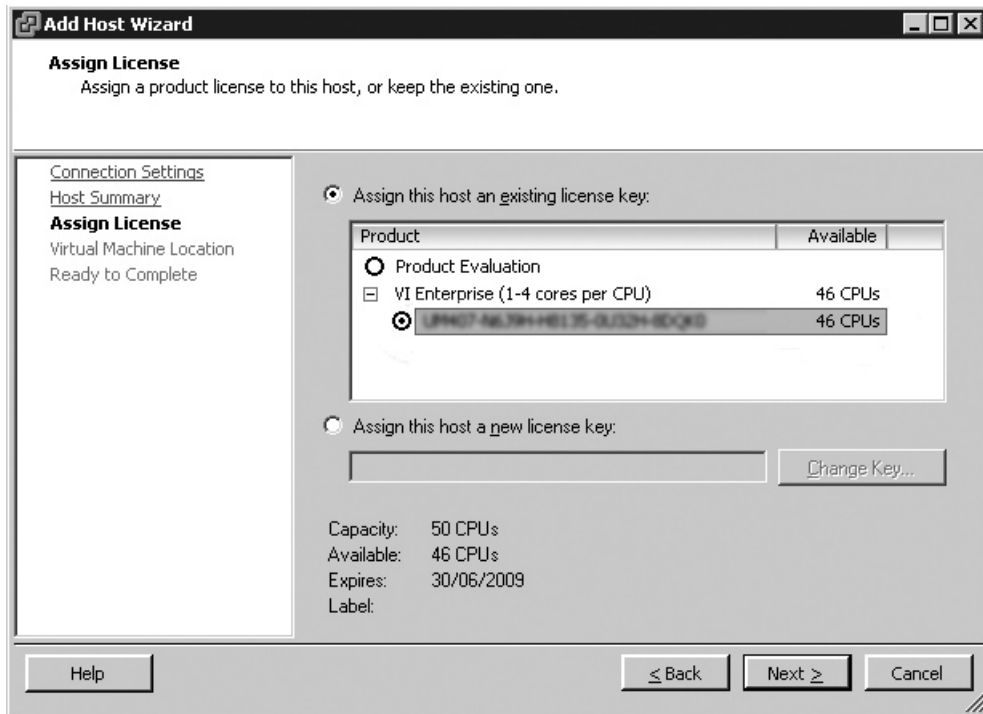 Add Host Wizard
Assign License
Assign a product license to this host, or keep the existing one.
Connection Settings
Host Summary
Assign License
Virtual Machine Location
Ready to Complete
Assign this host an existing license key:
Product Available
Product Evaluation
VI Enterprise (1-4 cores per CPU) 46 CPUs
46 CPUs
Assign this host a new license key:
Change Key...
Capacity: 50 CPUs
Available: 46 CPUs
Expires: 30/06/2009
Label:
Help < Back Next > Cancel